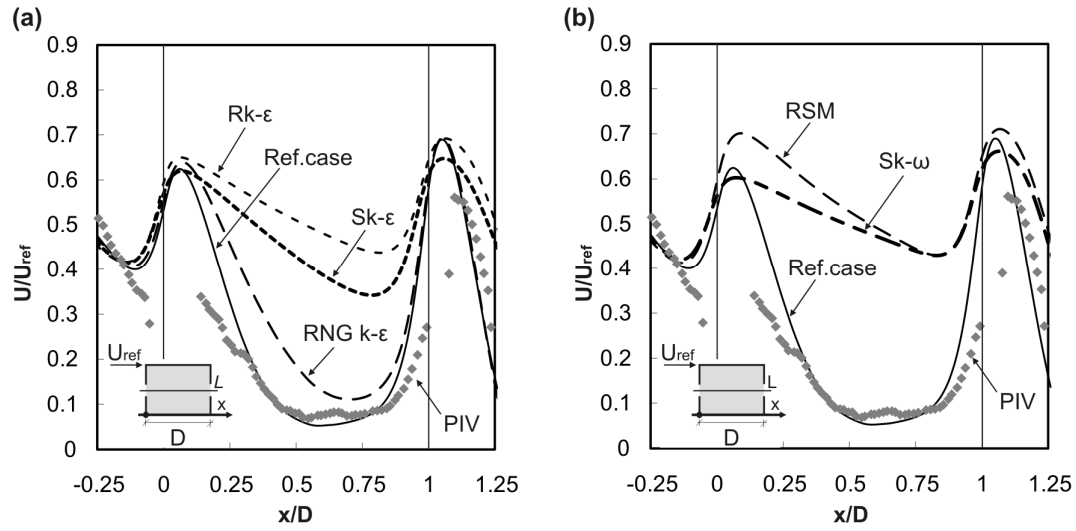 (a)
0.9
0.8
0.7
0.6
0.5
0.4
0.3
0.2
0.1
0
U/Uref
Rk-ε
Ref.case
Sk-ε
RNG k-ε
PIV
Uref
L
x
D
-0.25 0 0.25 0.5 0.75 1 1.25
x/D
(b)
0.9
0.8
0.7
0.6
0.5
0.4
0.3
0.2
0.1
0
U/Uref
RSM
Sk-ω
Ref.case
PIV
Uref
L
x
D
-0.25 0 0.25 0.5 0.75 1 1.25
x/D